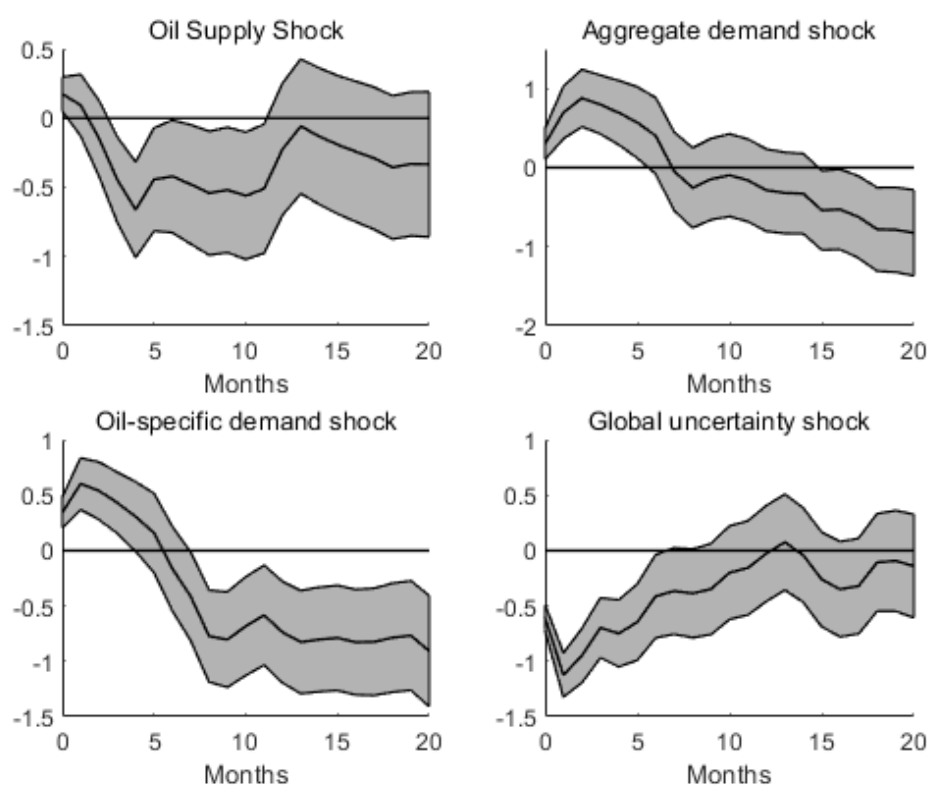 Oil Supply Shock
0.5
0
-0.5
-1
-1.5
0 5 10 15 20
Months
Aggregate demand shock
1
0
-1
-2
0 5 10 15 20
Months
Oil-specific demand shock
1
0.5
0
-0.5
-1
-1.5
0 5 10 15 20
Months
Global uncertainty shock
1
0.5
0
-0.5
-1
-1.5
0 5 10 15 20
Months